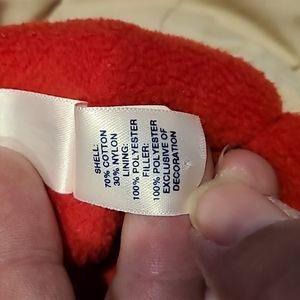 SHELL:
70% COTTON
30% NYLON
LINING:
100% POLYESTER
FILLER:
100% POLYESTER
EXCLUSIVE OF
DECORATION